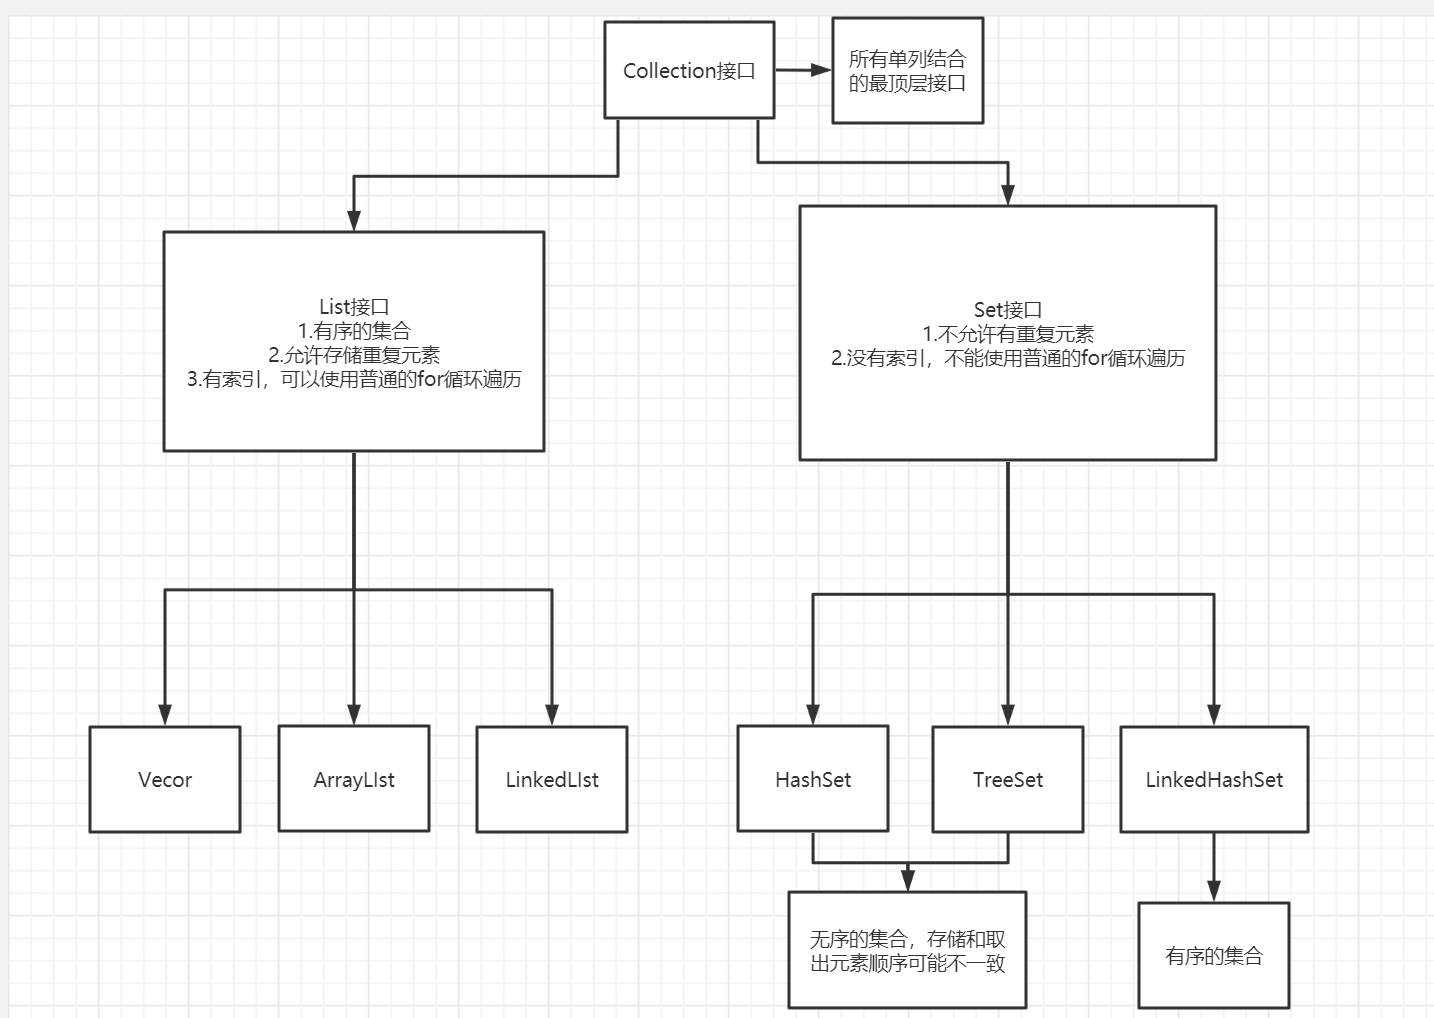 Collection接口
所有单列结合
的最顶层接口
List接口
1.有序的集合
2.允许存储重复元素
3.有索引，可以使用普通的for循环遍历
Set接口
1.不允许有重复元素
2.没有索引，不能使用普通的for循环遍历
Vecor
ArrayLIst
LinkedLIst
HashSet
TreeSet
LinkedHashSet
无序的集合，存储和取
出元素顺序可能不一致
有序的集合